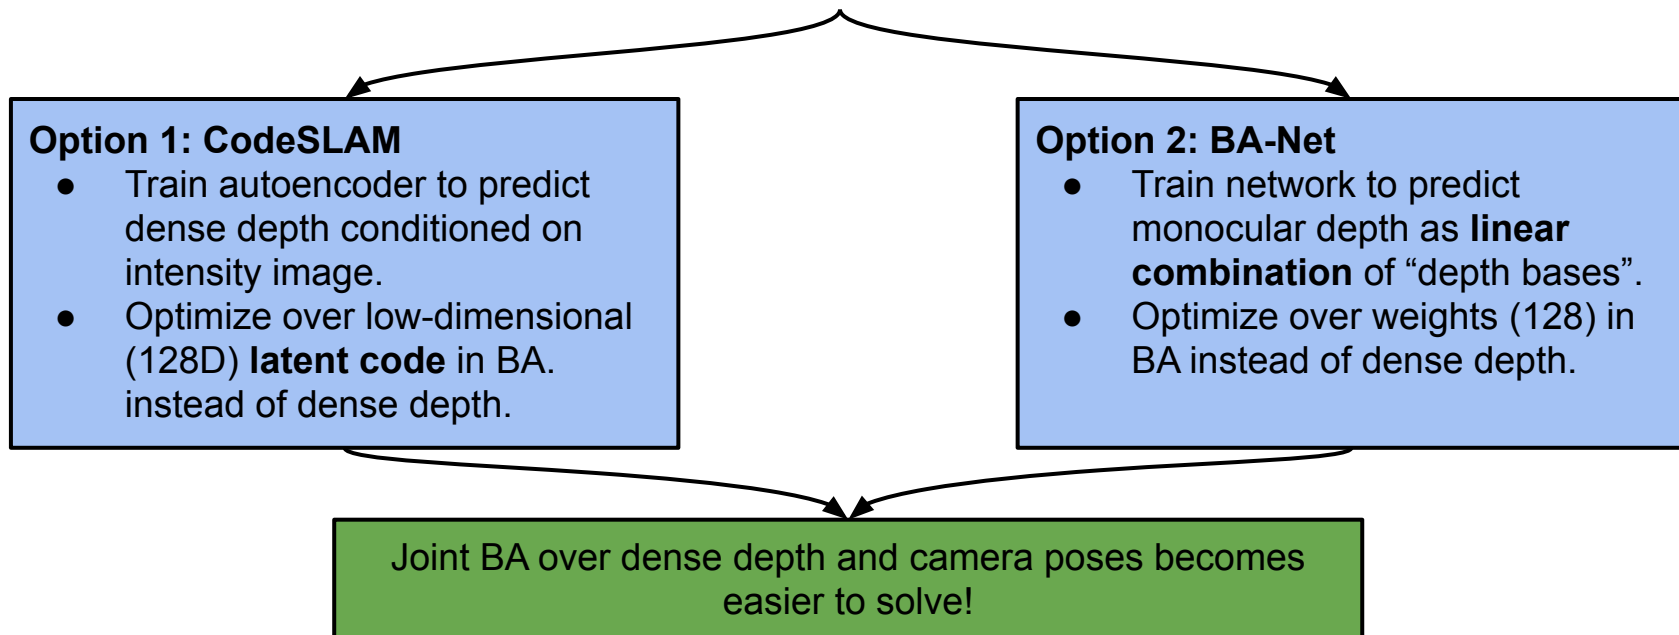 Option 1: CodeSLAM
● Train autoencoder to predict
dense depth conditioned on
intensity image.
● Optimize over low-dimensional
(128D) latent code in BA.
instead of dense depth.
Option 2: BA-Net
● Train network to predict
monocular depth as linear
combination of “depth bases”.
● Optimize over weights (128) in
BA instead of dense depth.
Joint BA over dense depth and camera poses becomes
easier to solve!